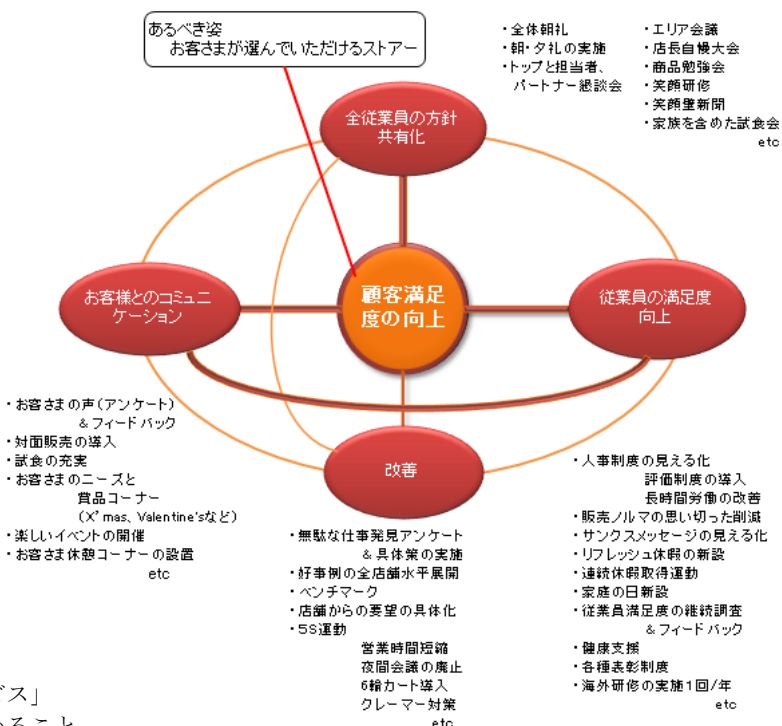 あるべき姿
お客さまが選んでいただけるストアー
・全体朝礼
・朝・夕礼の実施
・トップと担当者、
パートナー懇談会
・エリア会議
・店長自慢大会
・商品勉強会
・笑顔研修
・笑顔壁新聞
・家族を含めた試食会
etc
全従業員の方針
共有化
お客様とのコミュニ
ケーション
顧客満足
度の向上
従業員の満足度
向上
改善
・お客さまの声(アンケート)
&フィードバック
・対面販売の導入
・試食の充実
・お客さまのニーズと
賞品コーナー
(X'mas、Valentine'sなど)
・楽しいイベントの開催
・お客さま休憩コーナーの設置
etc
・無駄な仕事発見アンケート
&具体策の実施
・好事例の全店舗水平展開
・ベンチマーク
・店舗からの要望の具体化
・5S運動
営業時間短縮
夜間会議の廃止
6輪カート導入
クレーマー対策
etc
・人事制度の見える化
評価制度の導入
長時間労働の改善
・販売ノルマの思い切った削減
・サンクスメッセージの見える化
・リフレッシュ休暇の新設
・連続休暇取得運動
・家庭の日新設
・従業員満足度の継続調査
&フィードバック
・健康支援
・各種表彰制度
・海外研修の実施1回/年
etc
ビス」
ること